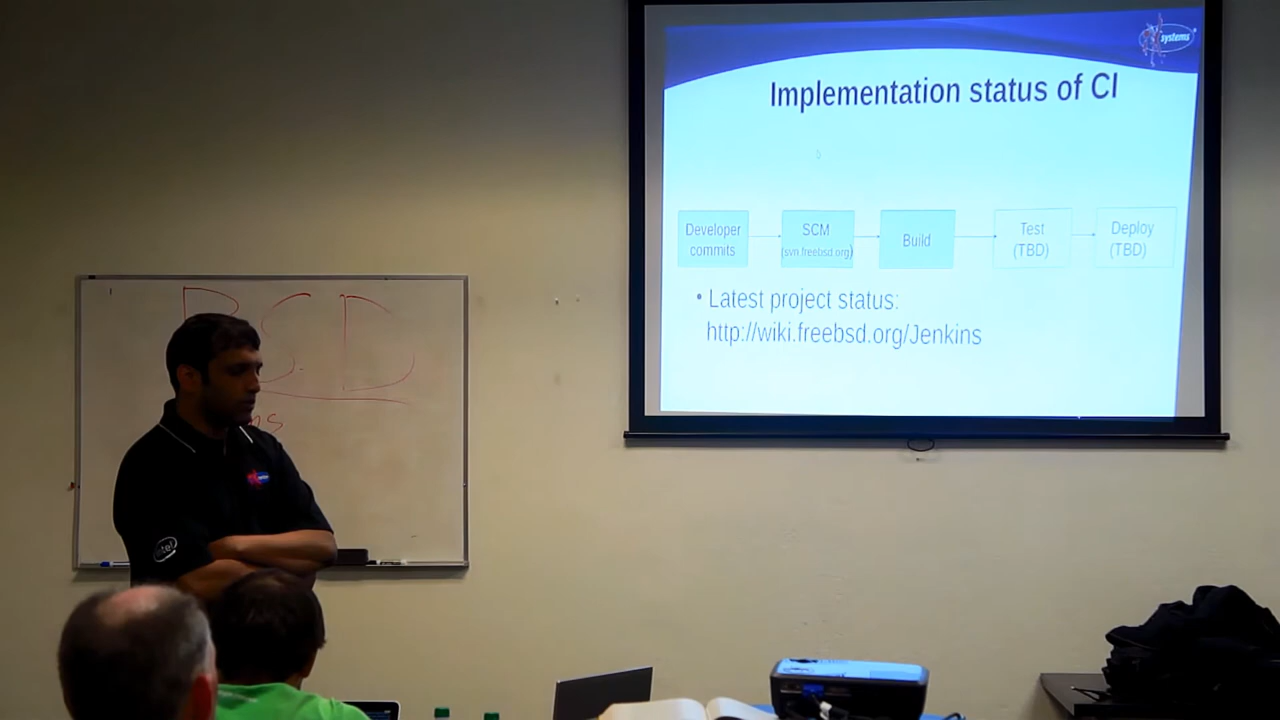 systems
Implementation status of CI
Developer commits
SCM
(svn.freebsd.org)
Build
Test
(TBD)
Deploy
(TBD)
• Latest project status:
http://wiki.freebsd.org/Jenkins
intel